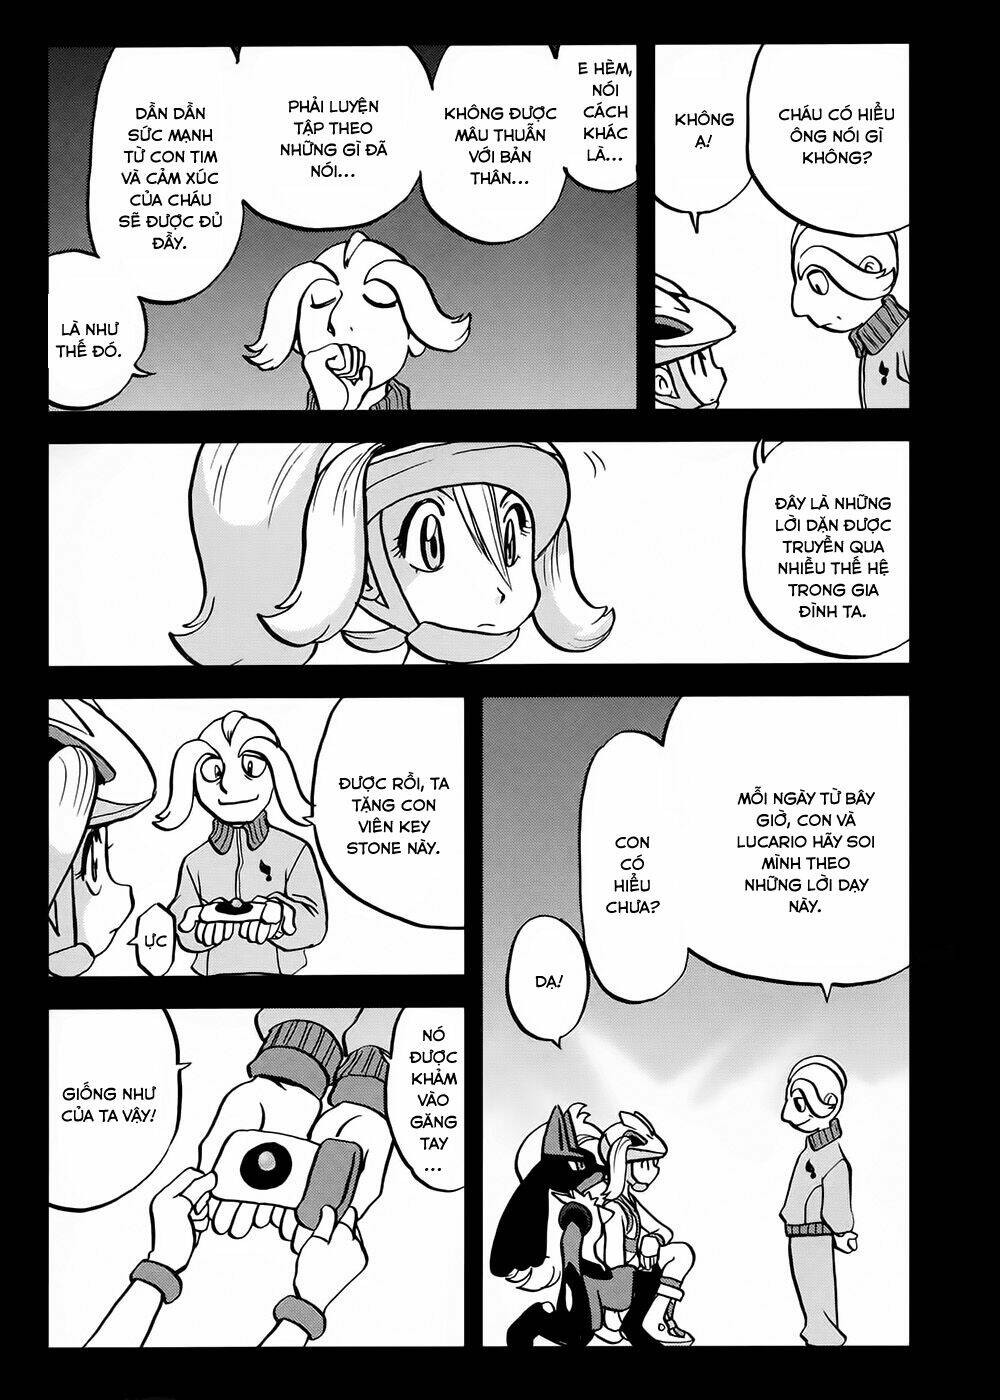 CHÁU CÓ HIỂU
ÔNG NÓI GÌ
KHÔNG?
KHÔNG
Ạ!
E HÈM,
NÓI
CÁCH
KHÁC
LÀ...
KHÔNG ĐƯỢC
MÂU THUẪN
VỚI BẢN
THÂN...
PHẢI LUYỆN
TẬP THEO
NHỮNG GÌ ĐÃ
NÓI...
DẦN DẦN
SỨC MẠNH
TỪ CON TIM
VÀ CẢM XÚC
CỦA CHÁU
SẼ ĐƯỢC ĐỦ
ĐẦY.
LÀ NHƯ
THẾ ĐÓ.
ĐÂY LÀ NHỮNG
LỜI DẶN ĐƯỢC
TRUYỀN QUA
NHIỀU THẾ HỆ
TRONG GIA
ĐÌNH TA.
MỖI NGÀY TỪ BÂY
GIỜ, CON VÀ
LUCARIO HÃY SOI
MÌNH THEO
NHỮNG LỜI DẠY
NÀY.
CON
CÓ
HIỂU
CHƯA?
DẠ!
ĐƯỢC RỒI, TA
TẶNG CON
VIÊN KEY
STONE NÀY.
ỰC
NÓ
ĐƯỢC
KHẢM
VÀO
GĂNG
TAY
...
GIỐNG NHƯ
CỦA TA VẬY!